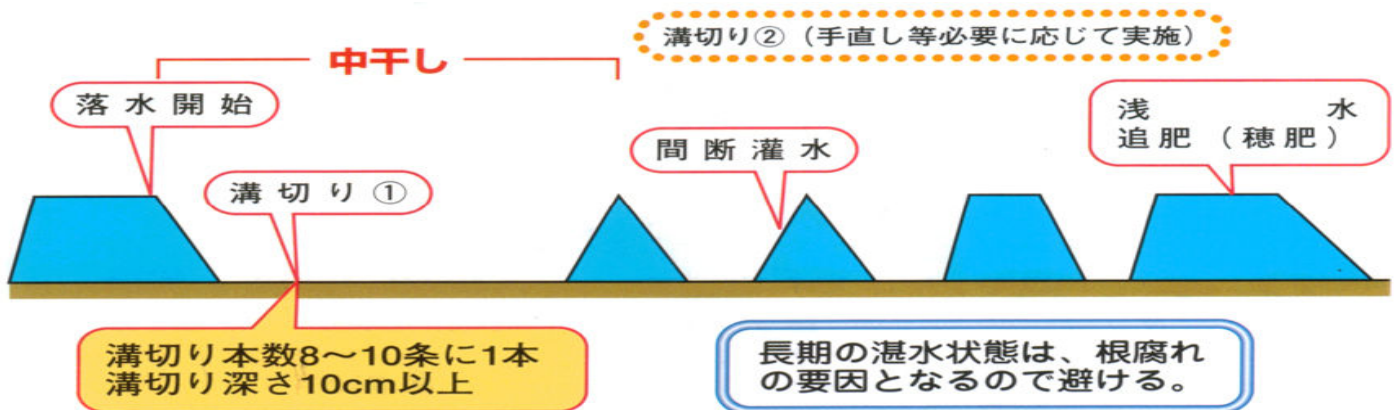 溝切り②（手直し等必要に応じて実施）
中干し
落水開始
浅水
追肥（穂肥）
間断灌水
溝切り①
溝切り本数8〜10条に1本
溝切り深さ10cm以上
長期の湛水状態は、根腐れ
の要因となるので避ける。